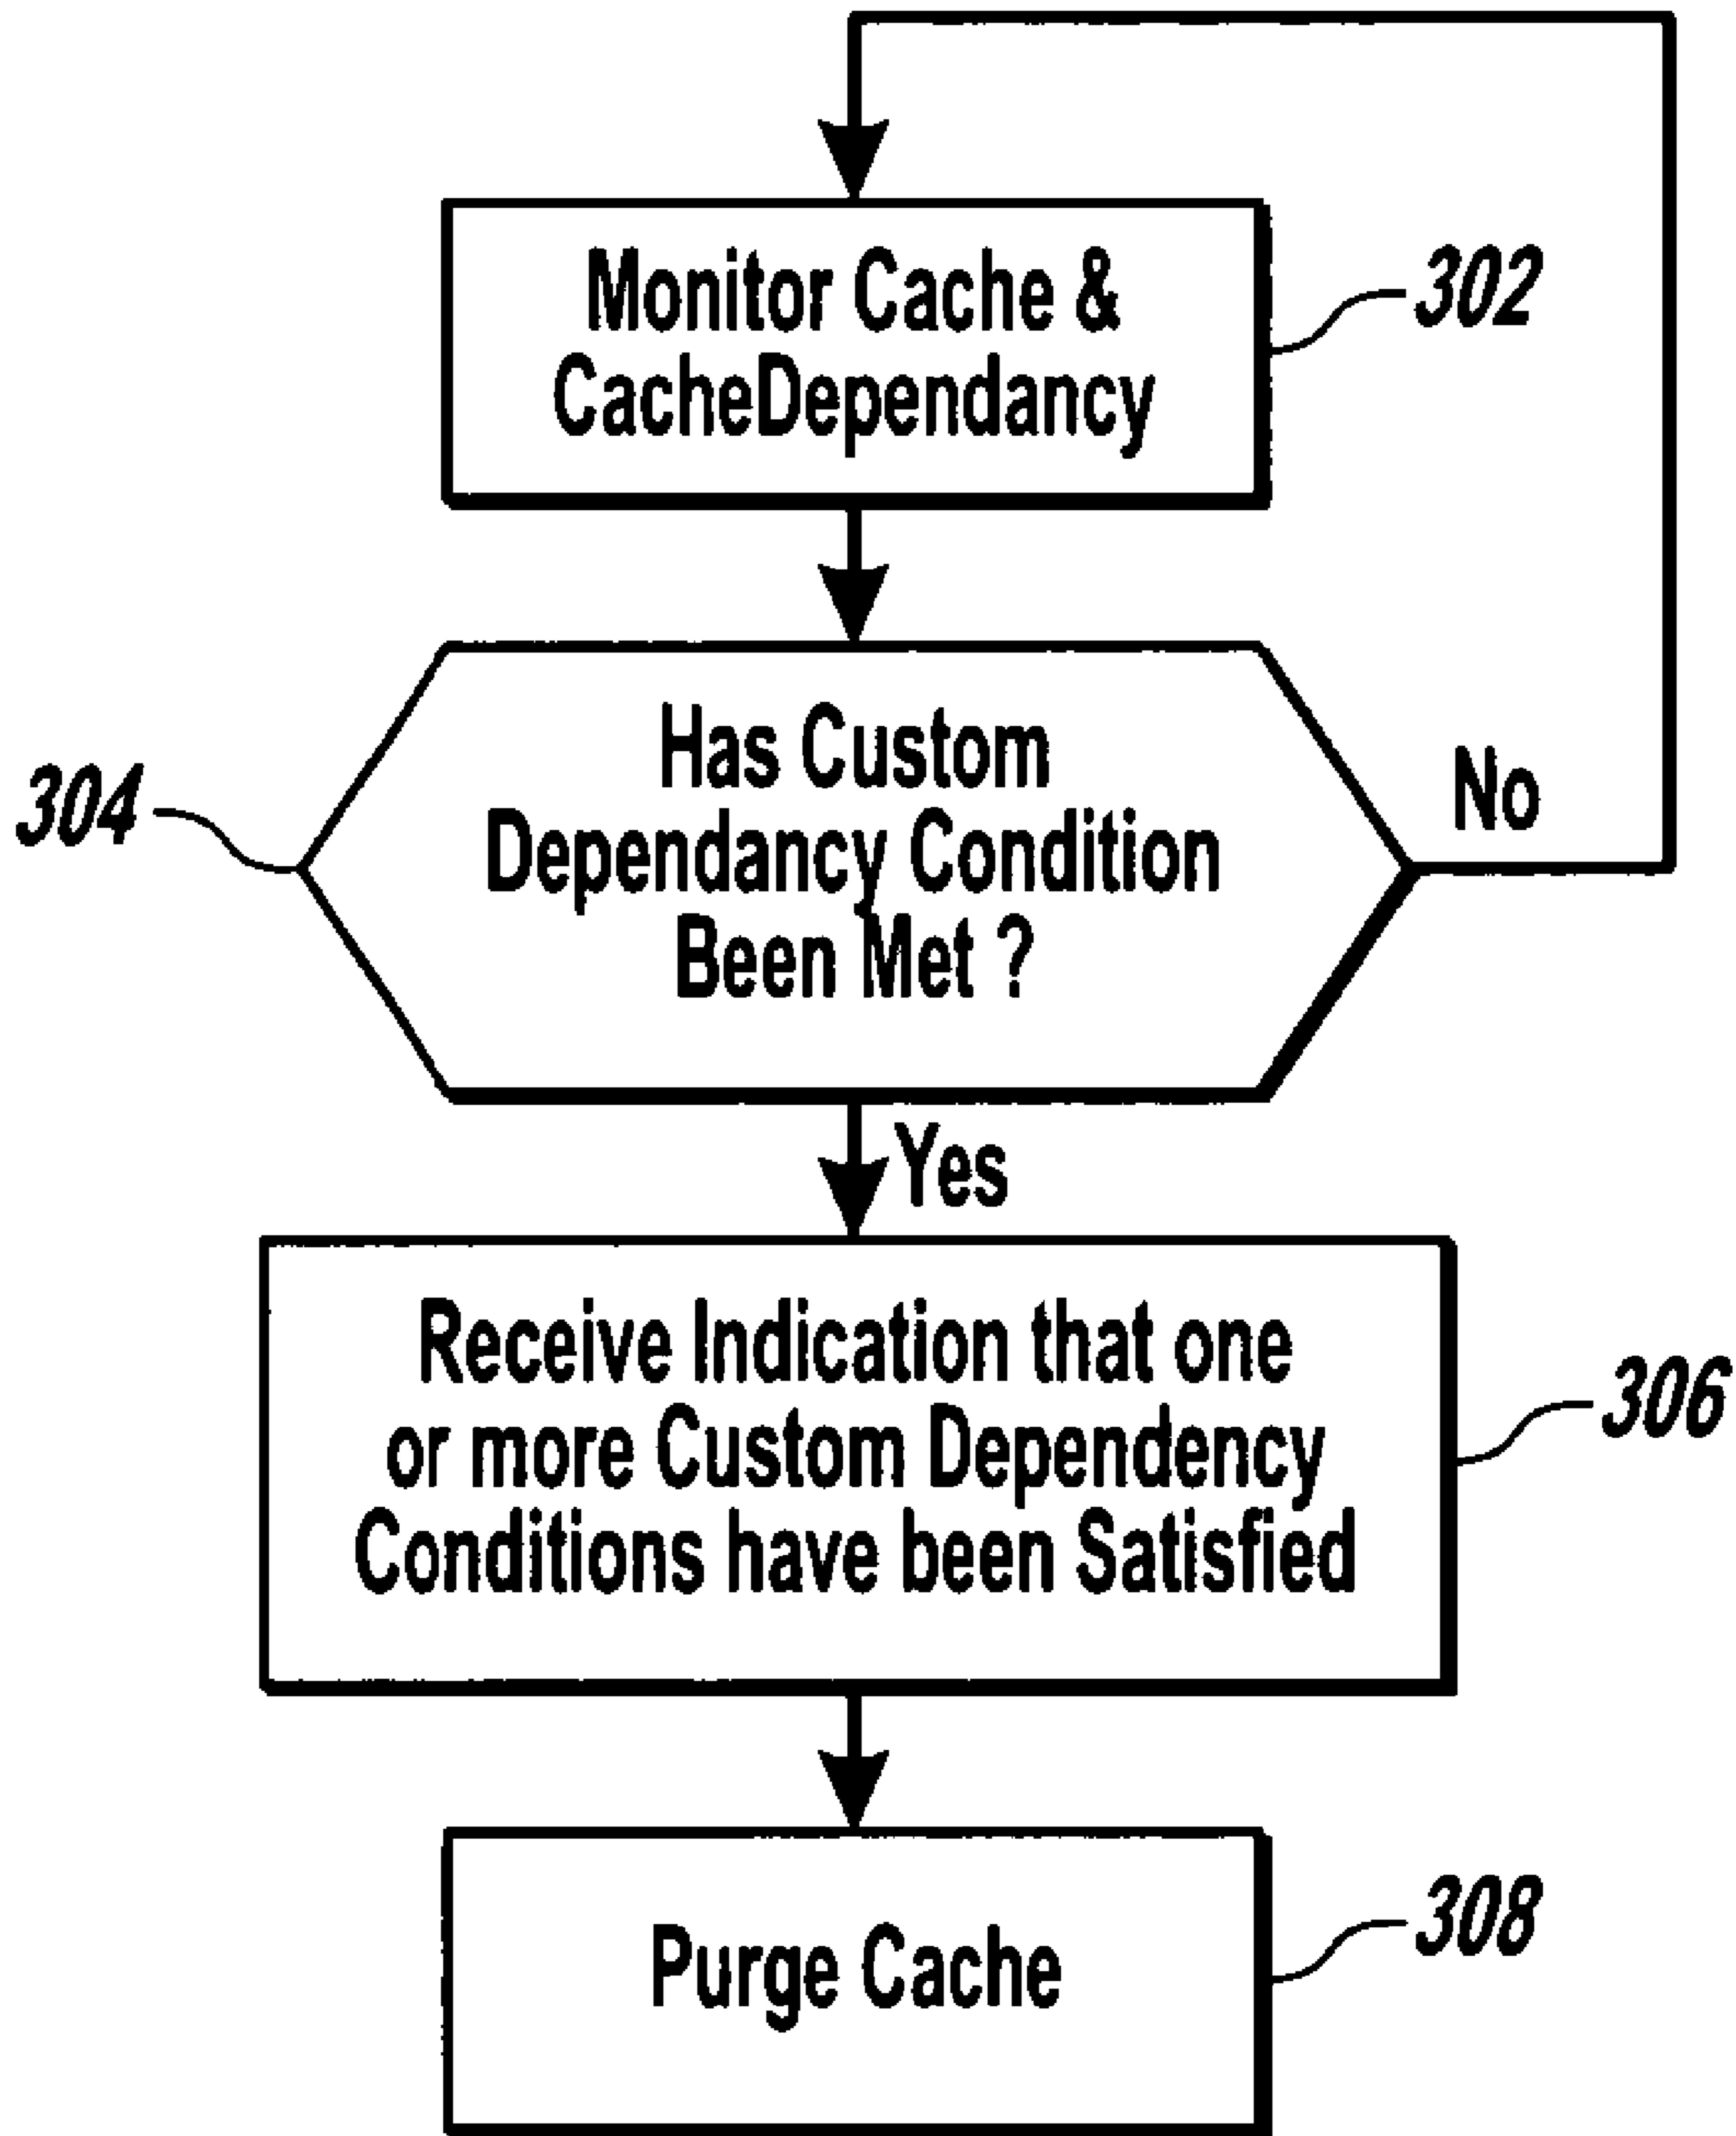 Monitor Cache &
CacheDependancy
302
Has Custom
Dependancy Condition
Been Met ?
304
No
Yes
Receive Indication that one
or more Custom Dependency
Conditions have been Satisfied
306
Purge Cache
308